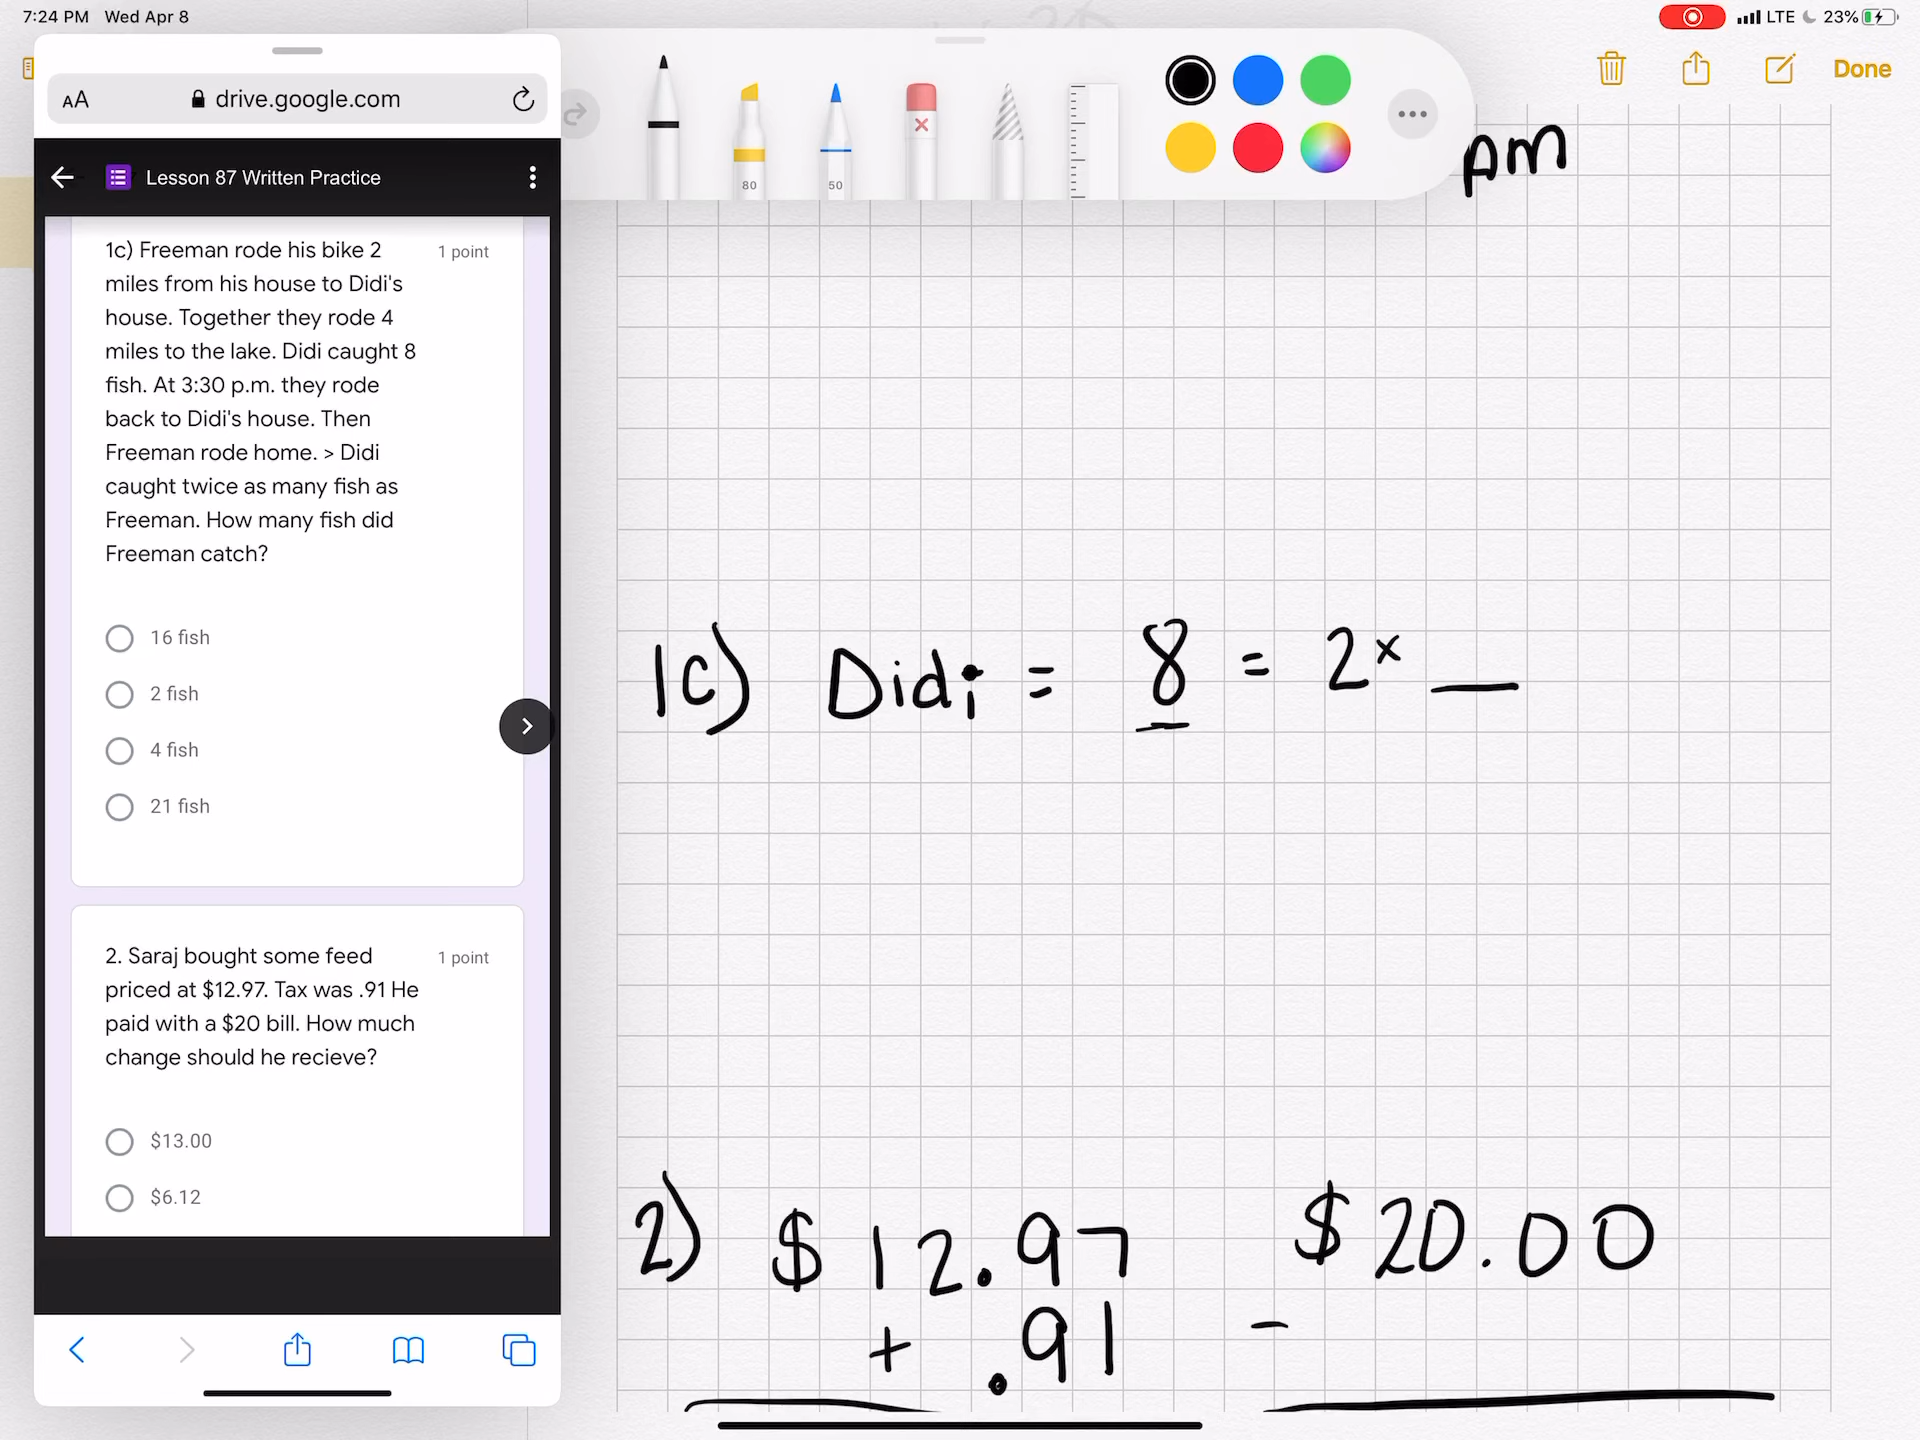 7:24 PM Wed Apr 8
LTE 23%
AA drive.google.com
80
50
Done
AM
Lesson 87 Written Practice
1c) Freeman rode his bike 2
1 point
miles from his house to Didi's
house. Together they rode 4
miles to the lake. Didi caught 8
fish. At 3:30 p.m. they rode
back to Didi's house. Then
Freeman rode home. > Didi
caught twice as many fish as
Freeman. How many fish did
Freeman catch?
16 fish
2 fish
4 fish
21 fish
1c) Didi = 8 = 2 x __
2. Saraj bought some feed
1 point
priced at $12.97. Tax was .91 He
paid with a $20 bill. How much
change should he recieve?
$13.00
$6.12
2) $12.97
+ .91
$20.00
-